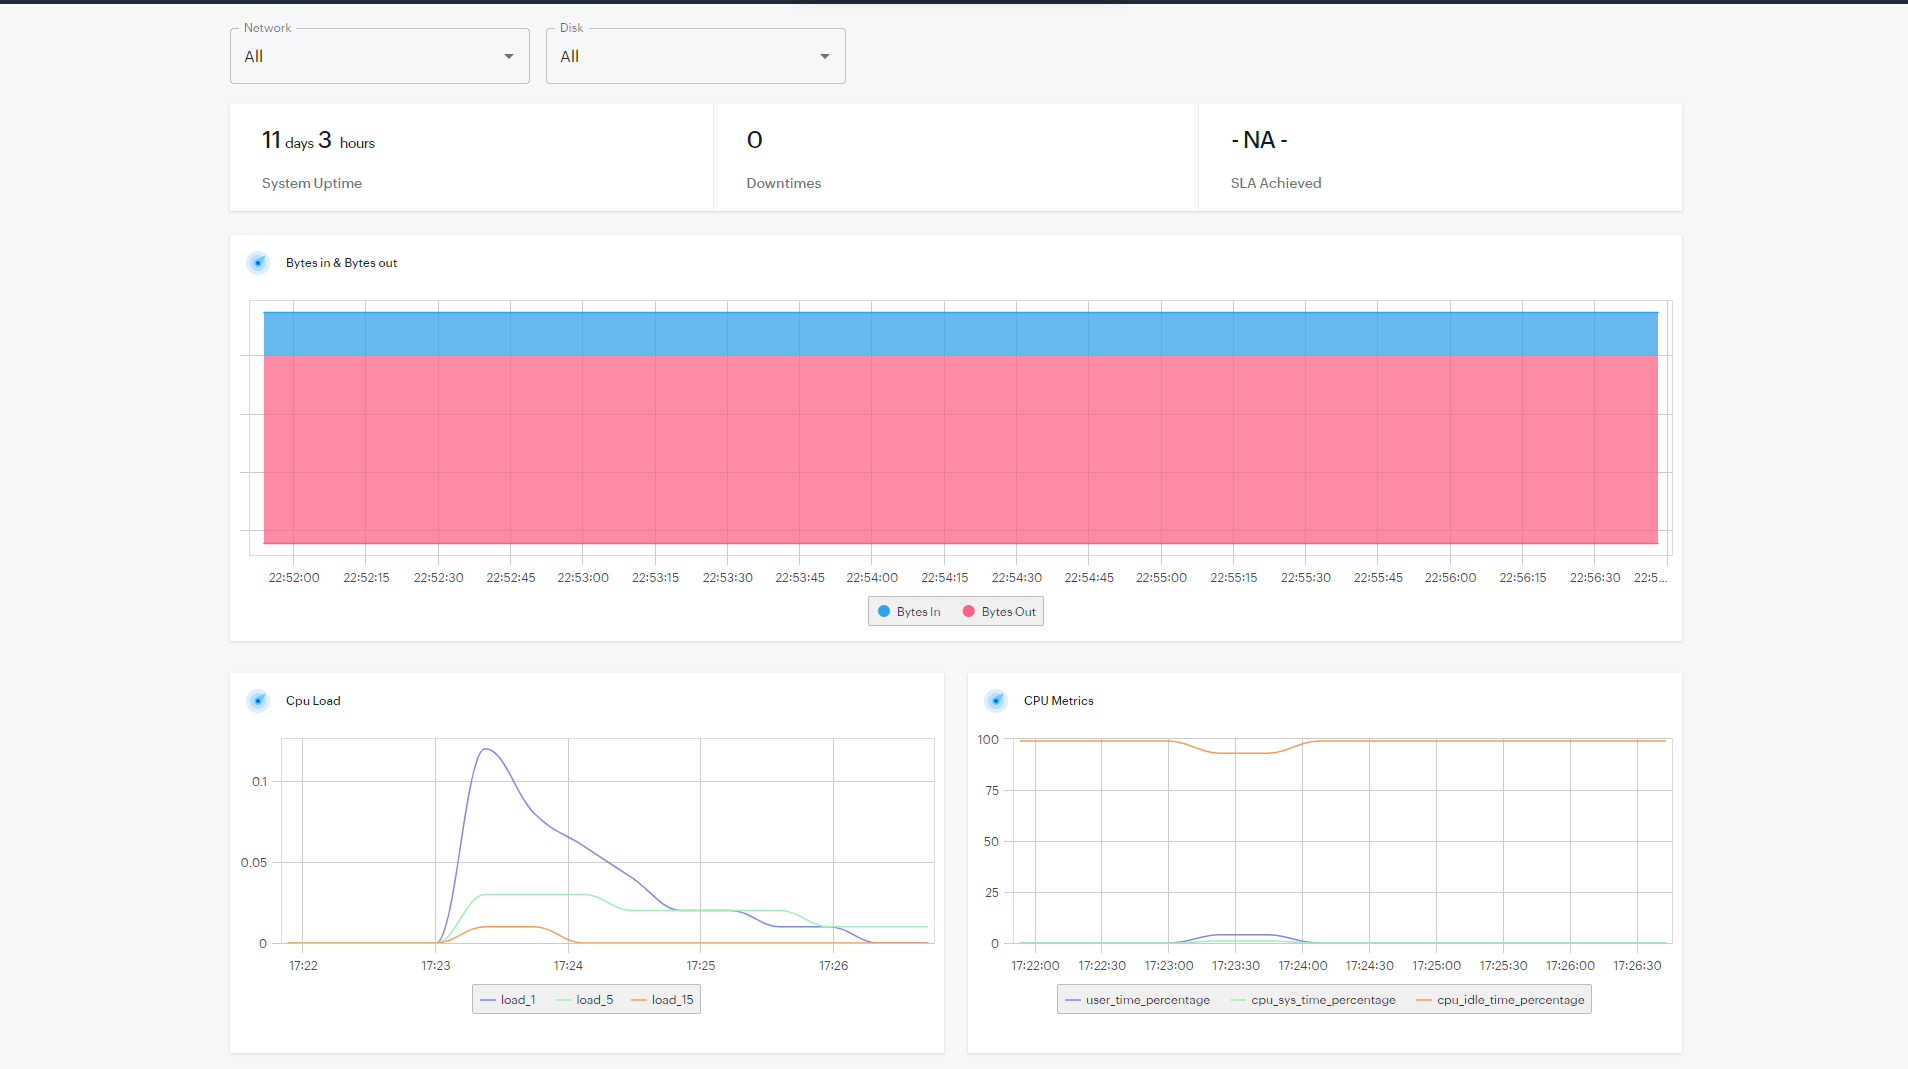 Network Disk
All All
11 days 3 hours 0 - NA -
System Uptime Downtimes SLA Achieved
Bytes in & Bytes out
22:52:00 22:52:15 22:52:30 22:52:45 22:53:00 22:53:15 22:53:30 22:53:45 22:54:00 22:54:15 22:54:30 22:54:45 22:55:00 22:55:15 22:55:30 22:55:45 22:56:00 22:56:15 22:56:30 22:5...
Bytes In Bytes Out
Cpu Load
0.1
0.05
0
17:22 17:23 17:24 17:25 17:26
load_1 load_5 load_15
CPU Metrics
100
75
50
25
0
17:22:00 17:22:30 17:23:00 17:23:30 17:24:00 17:24:30 17:25:00 17:25:30 17:26:00 17:26:30
user_time_percentage cpu_sys_time_percentage cpu_idle_time_percentage